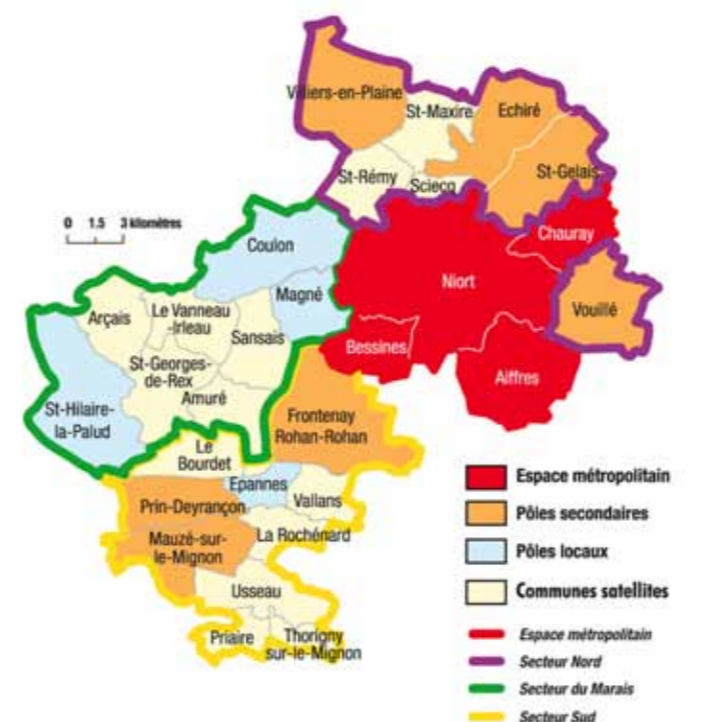 Villiers-en-Plaine
St-Maxire
Echiré
St-Rémy
Sciecq
St-Gelais
0 1.5 3 kilomètres
Coulon
Chauray
Magné
Niort
Vouillé
Arçais
Le Vanneau
-Irleau
Sansais
Bessines
St-Georges-
de-Rex
Amuré
Aiffres
St-Hilaire-
la-Palud
Frontenay
Rohan-Rohan
Le
Bourdet
Epannes
Vallans
Prin-Deyrançon
La Rochénard
Mauzé-sur-
le-Mignon
Usseau
Priaire
Thorigny
sur-le-Mignon
Espace métropolitain
Pôles secondaires
Pôles locaux
Communes satellites
Espace métropolitain
Secteur Nord
Secteur du Marais
Secteur Sud